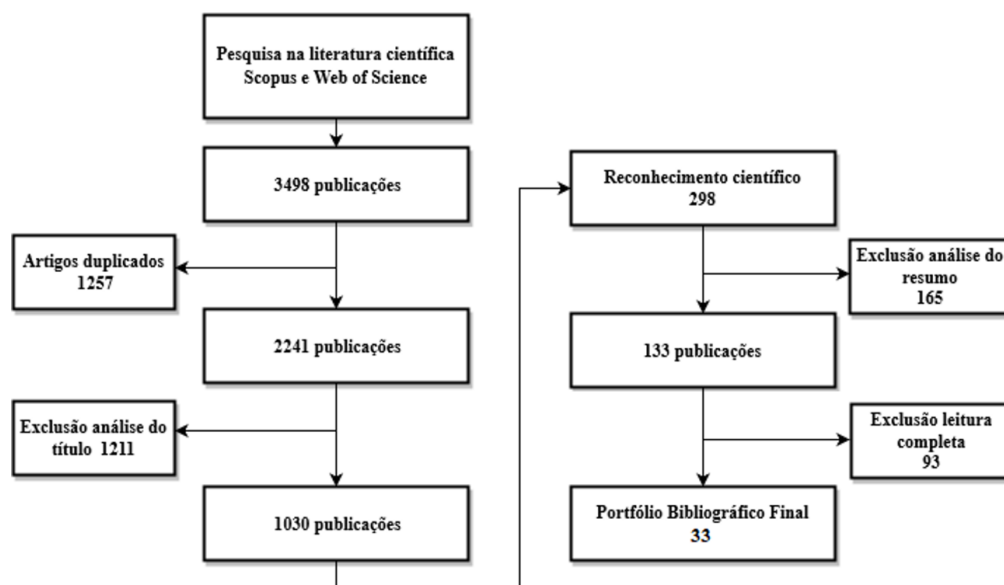 Pesquisa na literatura científica
Scopus e Web of Science
3498 publicações
Artigos duplicados
1257
2241 publicações
Exclusão análise do
título 1211
1030 publicações
Reconhecimento científico
298
Exclusão análise do
resumo
165
133 publicações
Exclusão leitura
completa
93
Portfólio Bibliográfico Final
33